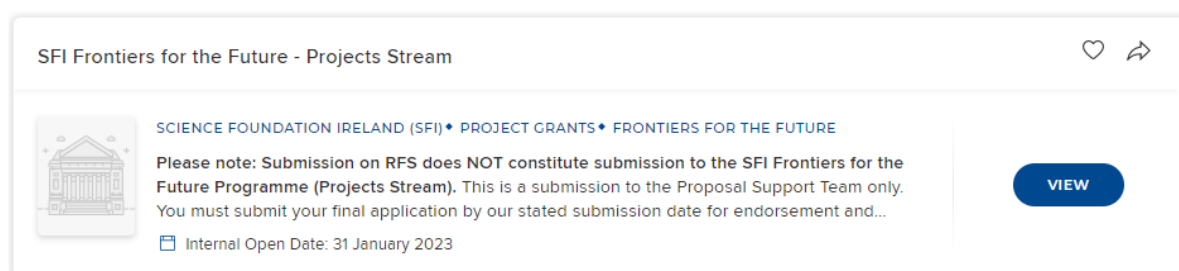 SFI Frontiers for the Future - Projects Stream
SCIENCE FOUNDATION IRELAND (SFI)◆ PROJECT GRANTS◆ FRONTIERS FOR THE FUTURE
Please note: Submission on RFS does NOT constitute submission to the SFI Frontiers for the
Future Programme (Projects Stream). This is a submission to the Proposal Support Team only.
You must submit your final application by our stated submission date for endorsement and...
VIEW
Internal Open Date: 31 January 2023